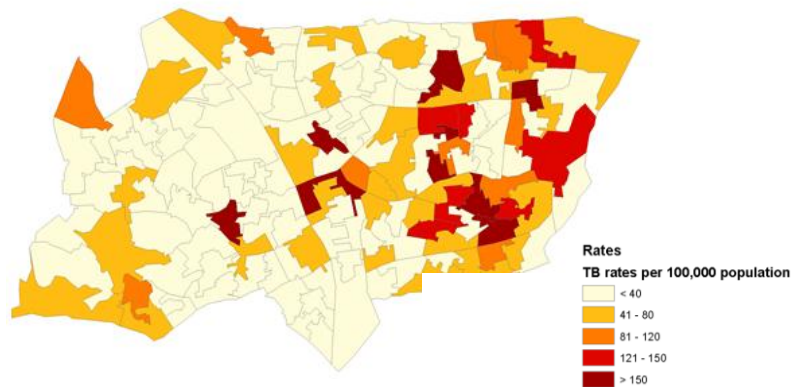 Rates
TB rates per 100,000 population
< 40
41 - 80
81 - 120
121 - 150
> 150